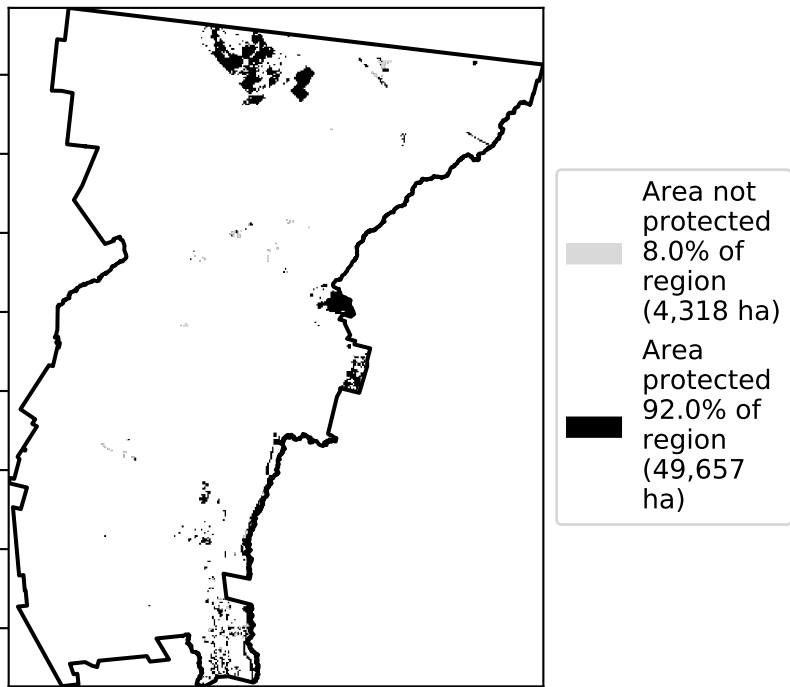 Area not
protected
8.0% of
region
(4,318 ha)
Area
protected
92.0% of
region
(49,657
ha)